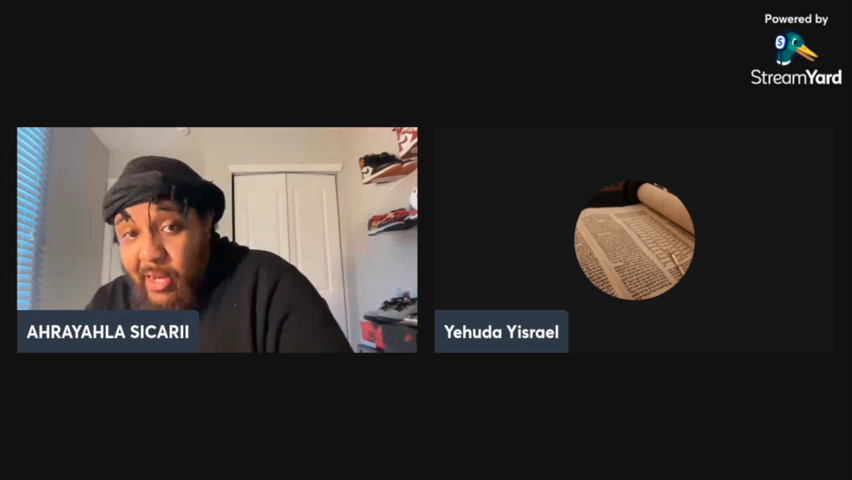 Powered by
StreamYard
AHRAYAHLA SICARII
Yehuda Yisrael